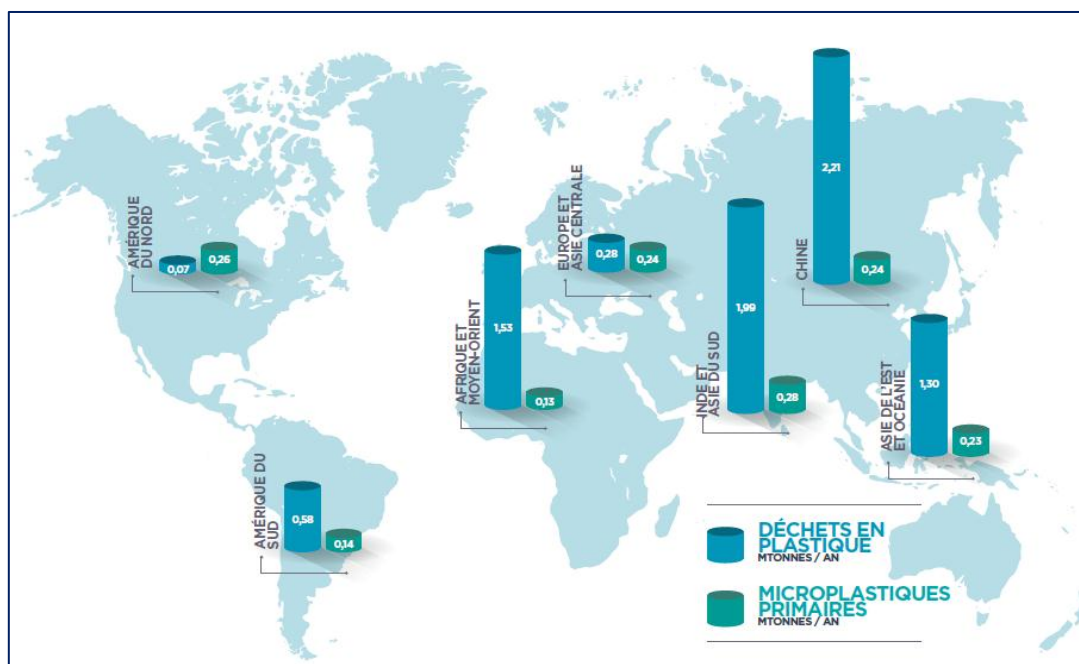 AMÉRIQUE
DU NORD
0,07
0,26
EUROPE ET
ASIE CENTRALE
0,28
0,24
CHINE
2,21
0,24
AFRIQUE ET
MOYEN-ORIENT
1,53
0,13
INDE ET
ASIE DU SUD
1,99
0,28
ASIE DE L'EST
ET OCÉANIE
1,30
0,23
AMÉRIQUE DU
SUD
0,58
0,14
DÉCHETS EN
PLASTIQUE
MTONNES / AN
MICROPLASTIQUES
PRIMAIRES
MTONNES / AN